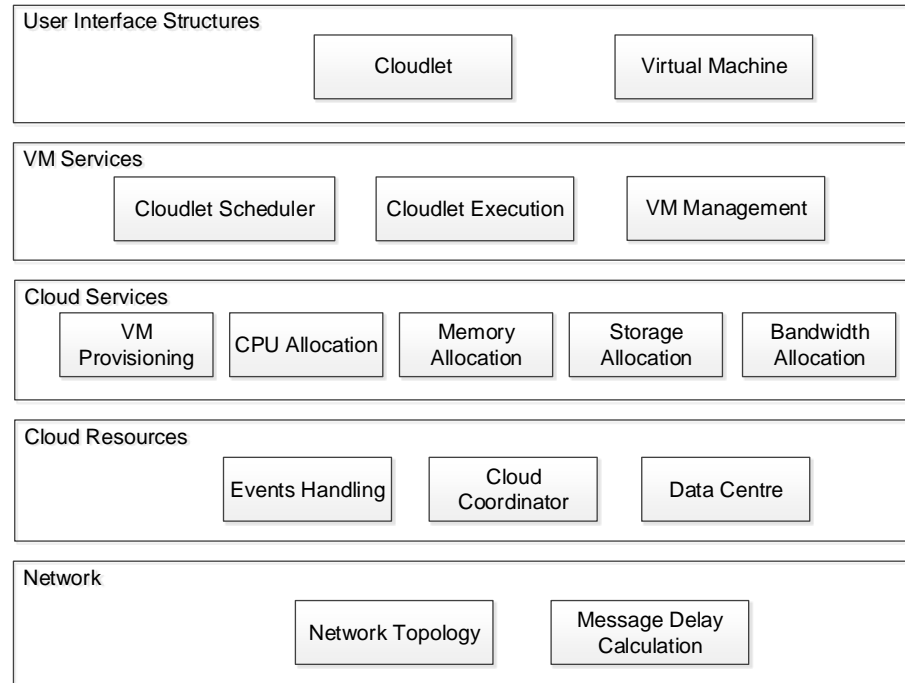 User Interface Structures
Cloudlet
Virtual Machine
VM Services
Cloudlet Scheduler
Cloudlet Execution
VM Management
Cloud Services
VM
Provisioning
CPU Allocation
Memory
Allocation
Storage
Allocation
Bandwidth
Allocation
Cloud Resources
Events Handling
Cloud
Coordinator
Data Centre
Network
Network Topology
Message Delay
Calculation